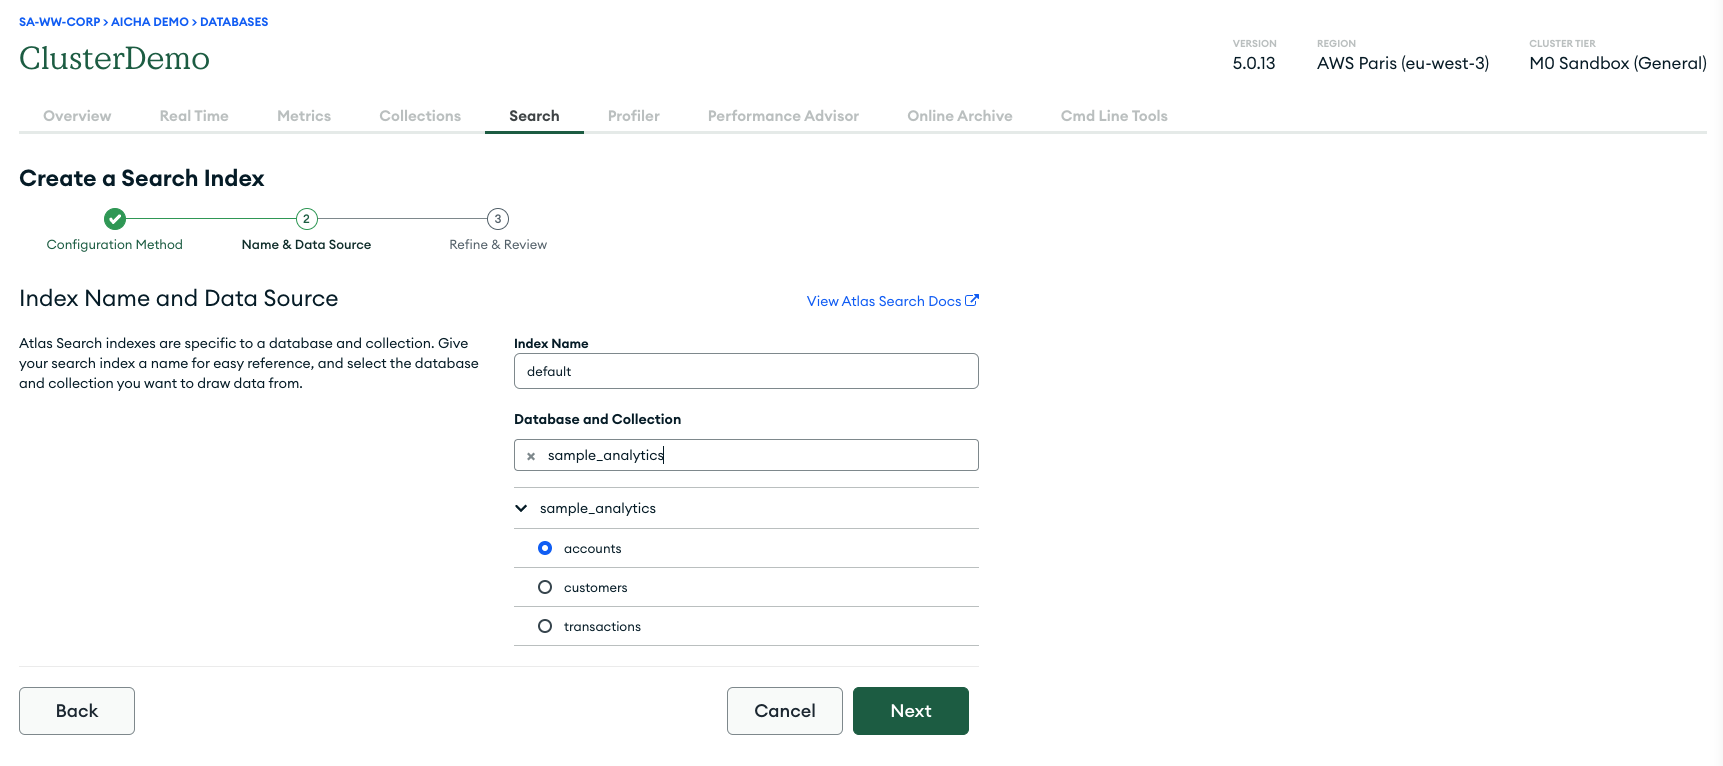 SA-WW-CORP > AICHA DEMO > DATABASES
ClusterDemo
VERSION
5.0.13
REGION
AWS Paris (eu-west-3)
CLUSTER TIER
M0 Sandbox (General)
Overview Real Time Metrics Collections Search Profiler Performance Advisor Online Archive Cmd Line Tools
Create a Search Index
2 3
Configuration Method Name & Data Source Refine & Review
Index Name and Data Source
View Atlas Search Docs
Atlas Search indexes are specific to a database and collection. Give
your search index a name for easy reference, and select the database
and collection you want to draw data from.
Index Name
default
Database and Collection
sample_analytics
sample_analytics
accounts
customers
transactions
Back Cancel Next